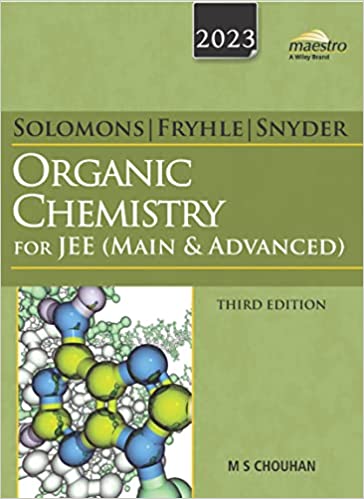 2023
maestro
A Wiley Brand
SOLOMONS|FRYHLE|SNYDER
ORGANIC
CHEMISTRY
FOR JEE (MAIN & ADVANCED)
THIRD EDITION
M S CHOUHAN